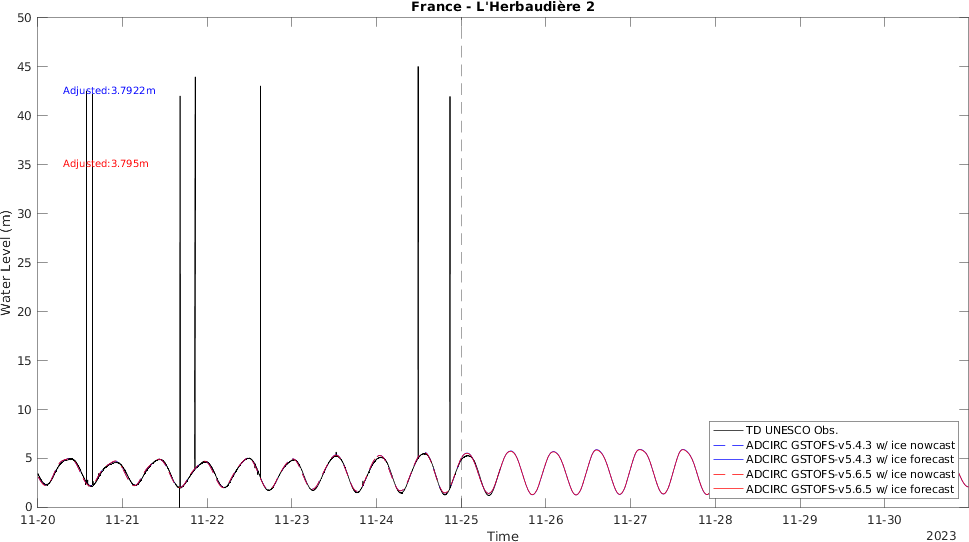 France - L'Herbaudière 2
50
45
40
35
30
25
20
15
10
5
0
Water Level (m)
Adjusted:3.7922m
Adjusted:3.795m
TD UNESCO Obs.
ADCIRC GSTOFS-v5.4.3 w/ ice nowcast
ADCIRC GSTOFS-v5.4.3 w/ ice forecast
ADCIRC GSTOFS-v5.6.5 w/ ice nowcast
ADCIRC GSTOFS-v5.6.5 w/ ice forecast
11-20 11-21 11-22 11-23 11-24 11-25 11-26 11-27 11-28 11-29 11-30
Time
2023